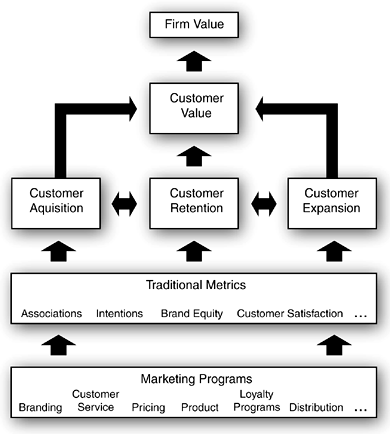 Firm Value
Customer
Value
Customer
Aquisition
Customer
Retention
Customer
Expansion
Traditional Metrics
Associations Intentions Brand Equity Customer Satisfaction ...
Marketing Programs
Branding Customer Service Pricing Product Loyalty Programs Distribution ...